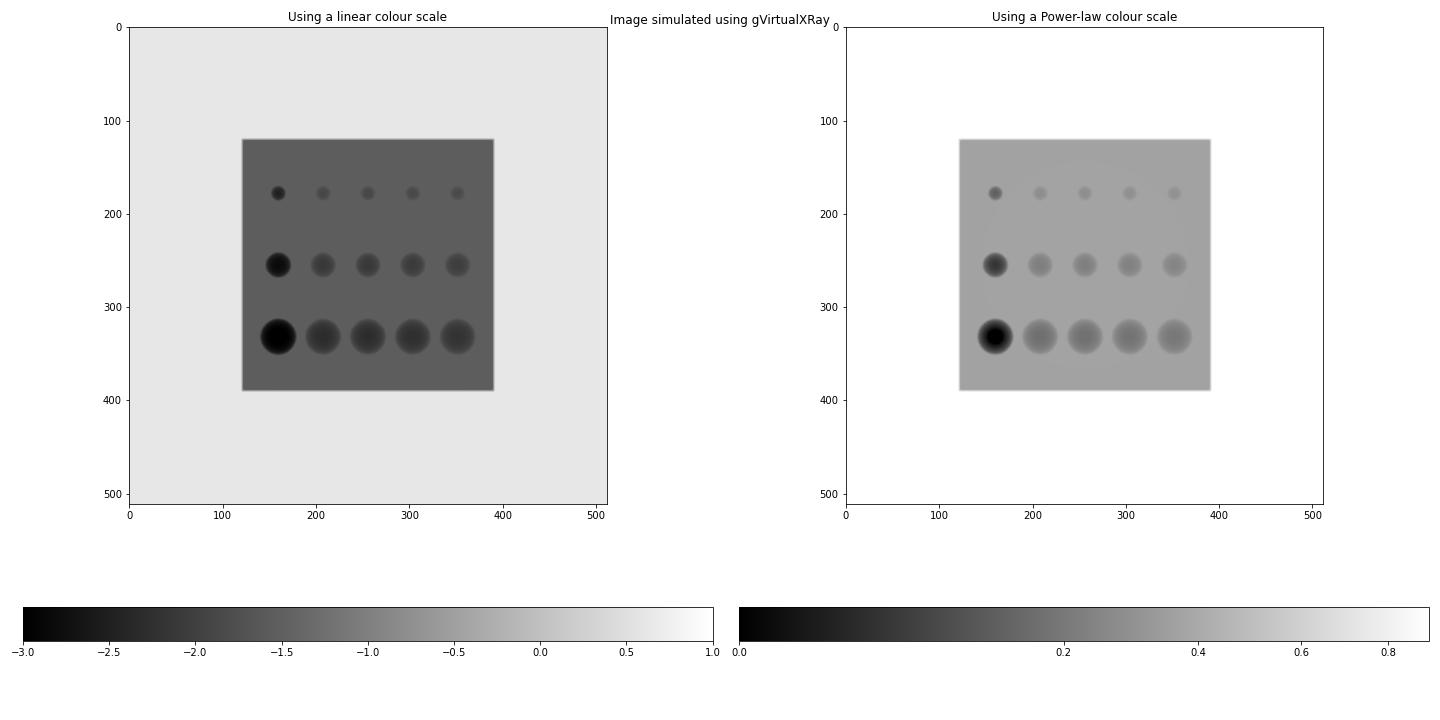 Image simulated using gVirtualXRay
Using a linear colour scale
0
100
200
300
400
500
0 100 200 300 400 500
−3.0 −2.5 −2.0 −1.5 −1.0 −0.5 0.0 0.5 1.0
Using a Power-law colour scale
0
100
200
300
400
500
0 100 200 300 400 500
0.0 0.2 0.4 0.6 0.8